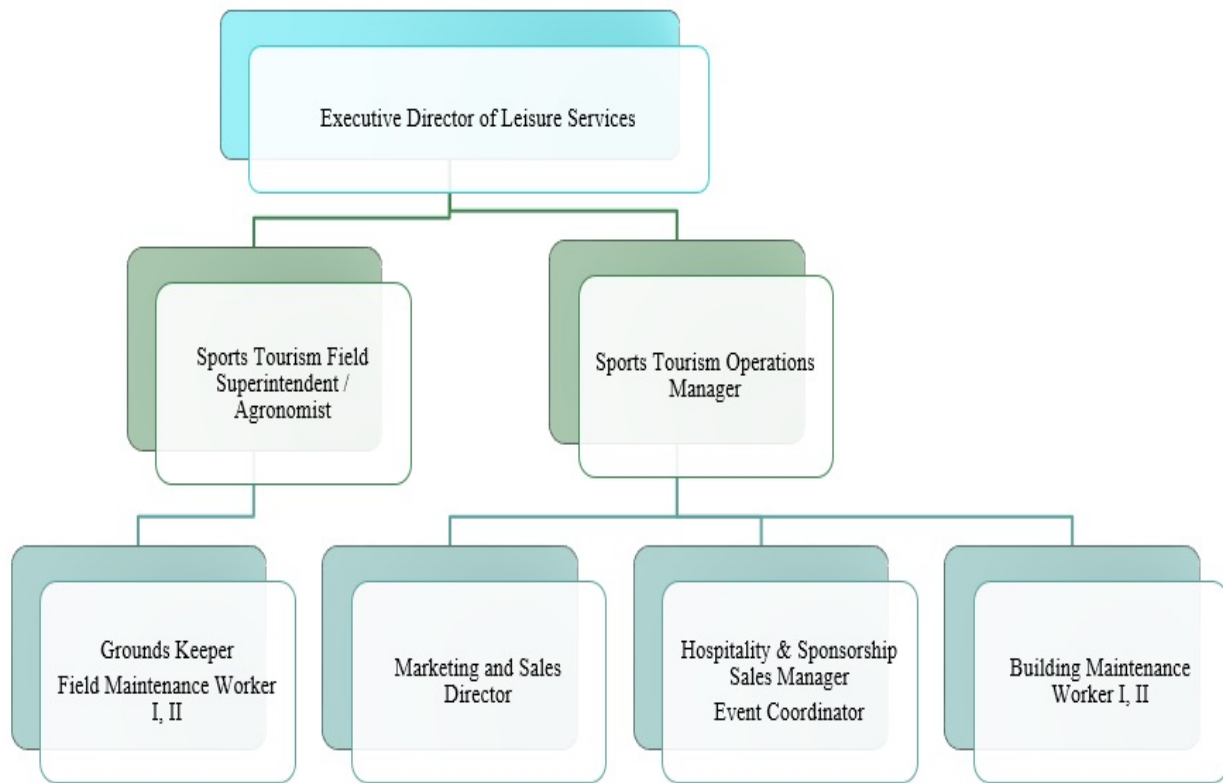 Executive Director of Leisure Services
Sports Tourism Field
Superintendent /
Agronomist
Sports Tourism Operations
Manager
Grounds Keeper
Field Maintenance Worker
I, II
Marketing and Sales
Director
Hospitality & Sponsorship
Sales Manager
Event Coordinator
Building Maintenance
Worker I, II